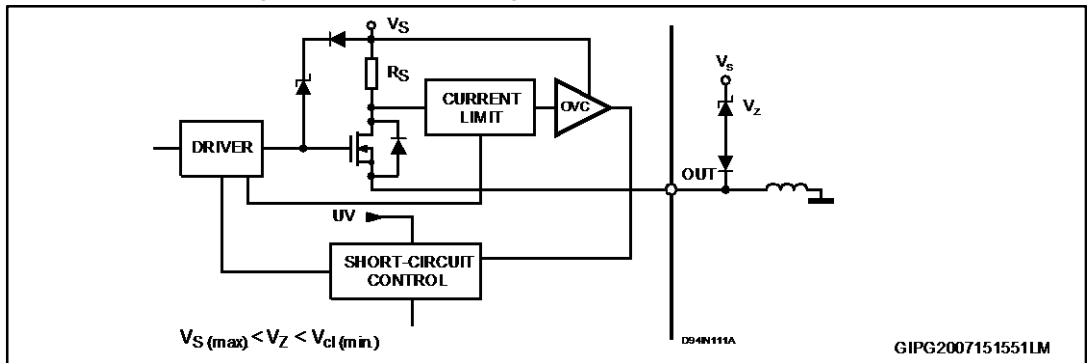 VS
RS
CURRENT
LIMIT
OVC
DRIVER
UV
SHORT-CIRCUIT
CONTROL
VS
VZ
OUT
VS (max) < VZ < Vcl (min.)
D94IN111A
GIPG2007151551LM